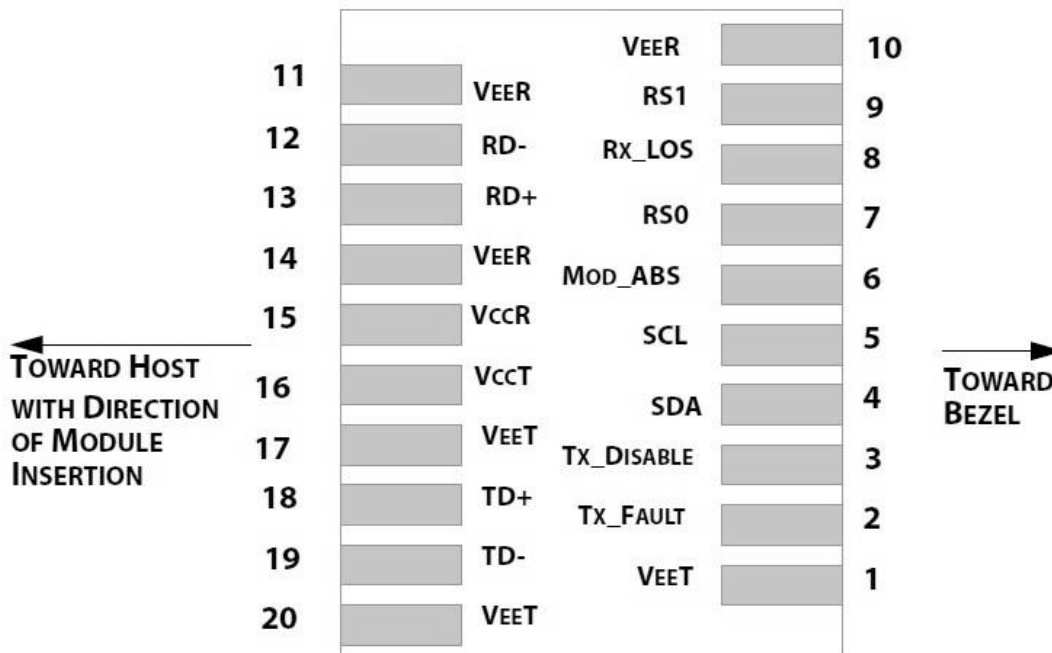 11 VEER
12 RD-
13 RD+
14 VEER
15 VCCR
16 VCCT
17 VEET
18 TD+
19 TD-
20 VEET
VEER 10
RS1 9
RX_LOS 8
RS0 7
MOD_ABS 6
SCL 5
SDA 4
TX_DISABLE 3
TX_FAULT 2
VEET 1
TOWARD HOST
WITH DIRECTION
OF MODULE
INSERTION
TOWARD
BEZEL